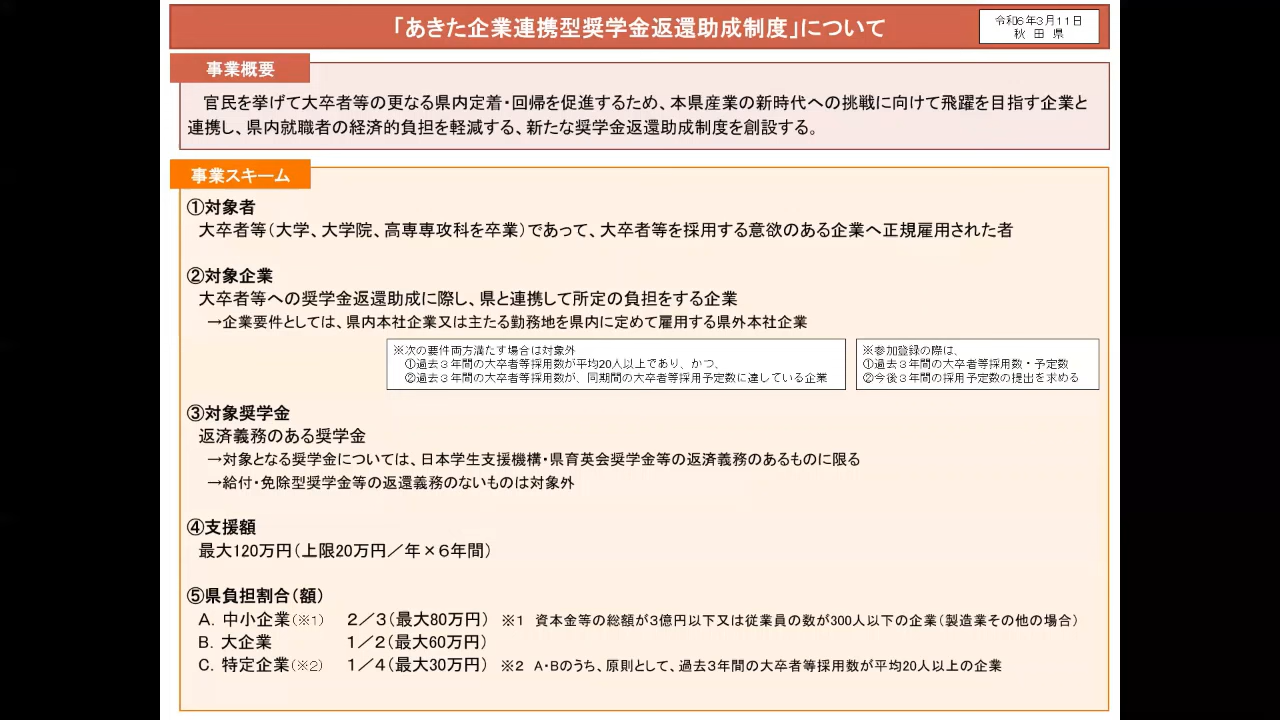 「あきた企業連携型奨学金返還助成制度」について
令和6年3月11日
秋 田 県
事業概要
官民を挙げて大卒者等の更なる県内定着・回帰を促進するため、本県産業の新時代への挑戦に向けて飛躍を目指す企業と
連携し、県内就職者の経済的負担を軽減する、新たな奨学金返還助成制度を創設する。
事業スキーム
①対象者
大卒者等（大学、大学院、高専専攻科を卒業）であって、大卒者等を採用する意欲のある企業へ正規雇用された者
②対象企業
大卒者等への奨学金返還助成に際し、県と連携して所定の負担をする企業
→企業要件としては、県内本社企業又は主たる勤務地を県内に定めて雇用する県外本社企業
※次の要件両方満たす場合は対象外
①過去３年間の大卒者等採用数が平均20人以上であり、かつ、
②過去３年間の大卒者等採用数が、同期間の大卒者等採用予定数に達している企業
※参加登録の際は、
①過去３年間の大卒者等採用数・予定数
②今後３年間の採用予定数の提出を求める
③対象奨学金
返済義務のある奨学金
→対象となる奨学金については、日本学生支援機構・県育英会奨学金等の返済義務のあるものに限る
→給付・免除型奨学金等の返還義務のないものは対象外
④支援額
最大120万円（上限20万円／年×６年間）
⑤県負担割合（額）
Ａ．中小企業（※1） ２／３（最大80万円） ※１ 資本金等の総額が３億円以下又は従業員の数が300人以下の企業（製造業その他の場合）
Ｂ．大企業 １／２（最大60万円）
Ｃ．特定企業（※2） １／４（最大30万円） ※２ A・Bのうち、原則として、過去３年間の大卒者等採用数が平均20人以上の企業